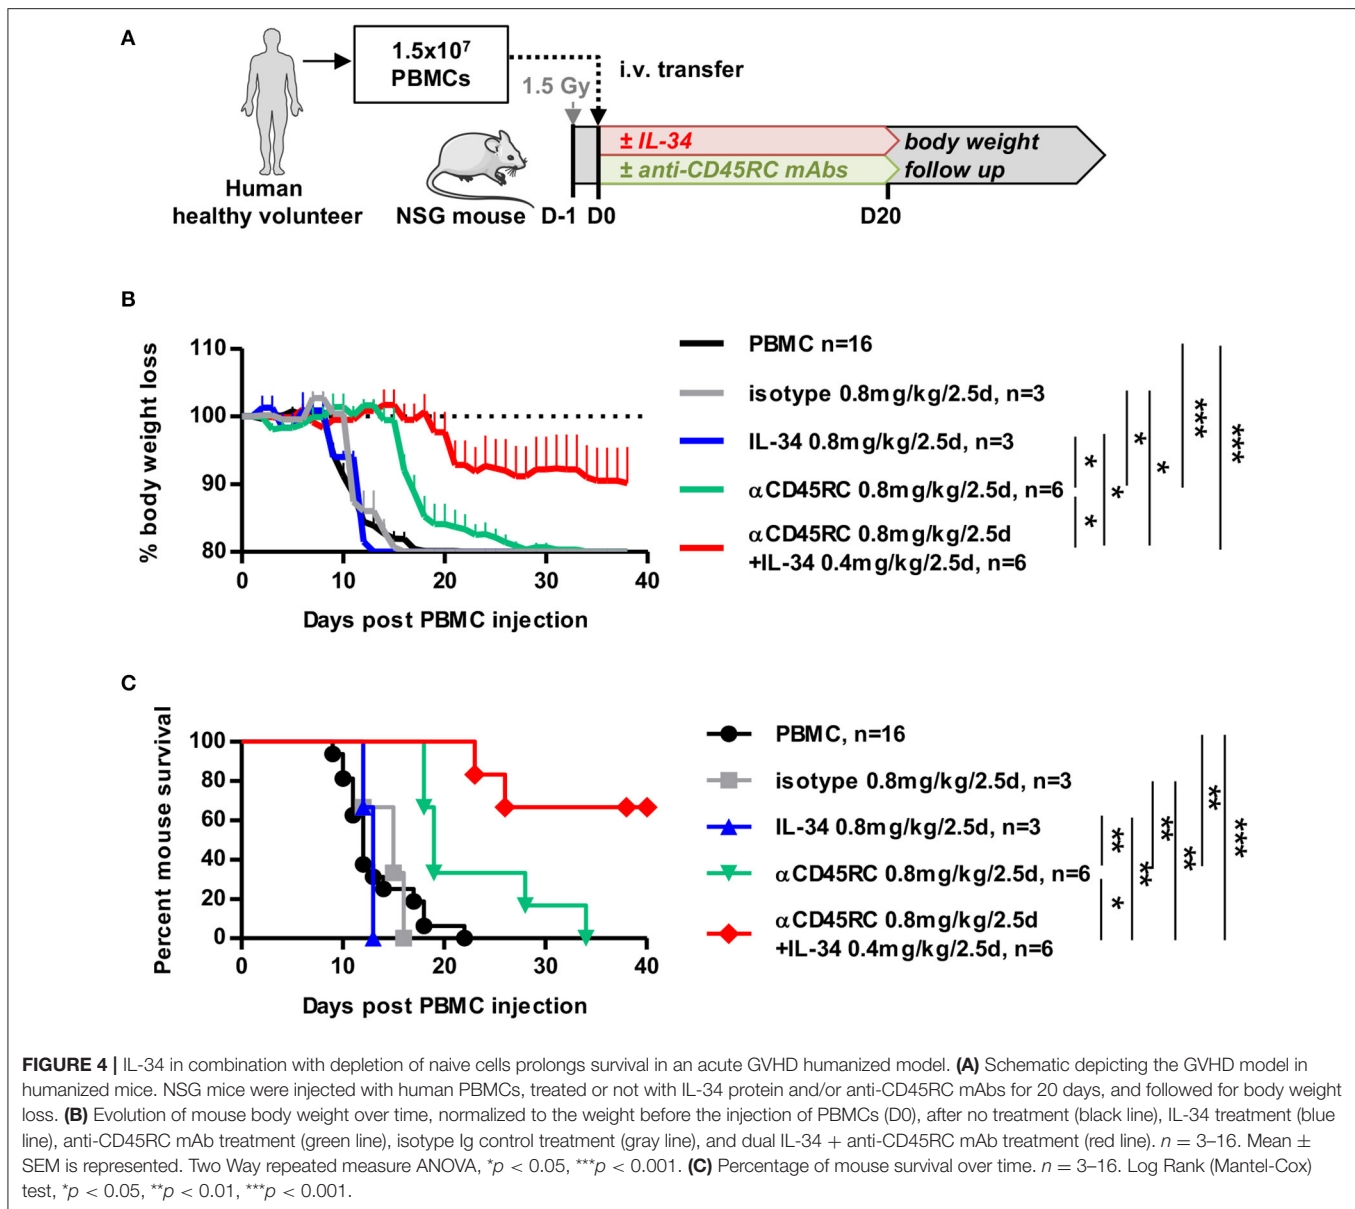 A
1.5x10⁷
PBMCs
i.v. transfer
1.5 Gy
± IL-34
± anti-CD45RC mAbs
body weight
follow up
Human
healthy volunteer
NSG mouse
D-1
D0
D20
B
% body weight loss
110
100
90
80
0
10
20
30
40
Days post PBMC injection
PBMC n=16
isotype 0.8mg/kg/2.5d, n=3
IL-34 0.8mg/kg/2.5d, n=3
αCD45RC 0.8mg/kg/2.5d, n=6
αCD45RC 0.8mg/kg/2.5d
+IL-34 0.4mg/kg/2.5d, n=6
*
*
*
*
*
***
***
C
Percent mouse survival
100
80
60
40
20
0
0
10
20
30
40
Days post PBMC injection
PBMC, n=16
isotype 0.8mg/kg/2.5d, n=3
IL-34 0.8mg/kg/2.5d, n=3
αCD45RC 0.8mg/kg/2.5d, n=6
αCD45RC 0.8mg/kg/2.5d
+IL-34 0.4mg/kg/2.5d, n=6
**
*
**
**
**
**
***
FIGURE 4 | IL-34 in combination with depletion of naive cells prolongs survival in an acute GVHD humanized model. (A) Schematic depicting the GVHD model in
humanized mice. NSG mice were injected with human PBMCs, treated or not with IL-34 protein and/or anti-CD45RC mAbs for 20 days, and followed for body weight
loss. (B) Evolution of mouse body weight over time, normalized to the weight before the injection of PBMCs (D0), after no treatment (black line), IL-34 treatment (blue
line), anti-CD45RC mAb treatment (green line), isotype Ig control treatment (gray line), and dual IL-34 + anti-CD45RC mAb treatment (red line). n = 3–16. Mean ±
SEM is represented. Two Way repeated measure ANOVA, *p < 0.05, ***p < 0.001. (C) Percentage of mouse survival over time. n = 3–16. Log Rank (Mantel-Cox)
test, *p < 0.05, **p < 0.01, ***p < 0.001.